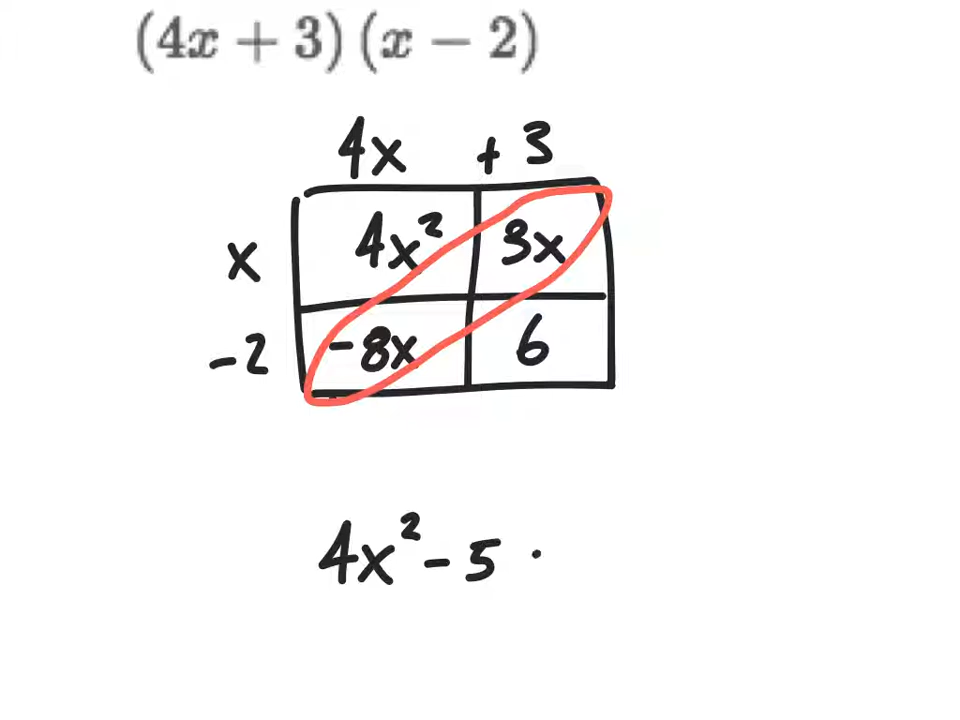 (4x + 3)(x − 2)
4x + 3
x 4x² 3x
-2 -8x 6
4x² - 5 ·